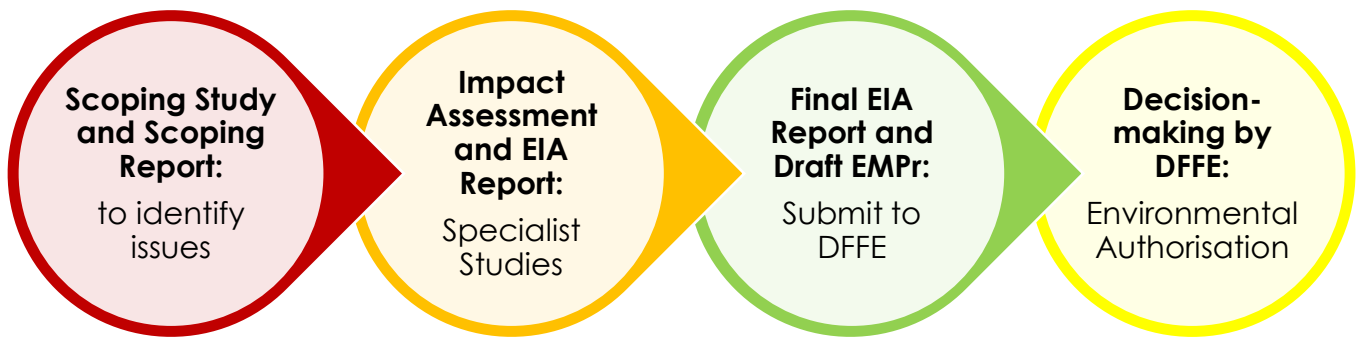 Scoping Study
and Scoping
Report:
to identify
issues
Impact
Assessment
and EIA
Report:
Specialist
Studies
Final EIA
Report and
Draft EMPr:
Submit to
DFFE
Decision-
making by
DFFE:
Environmental
Authorisation